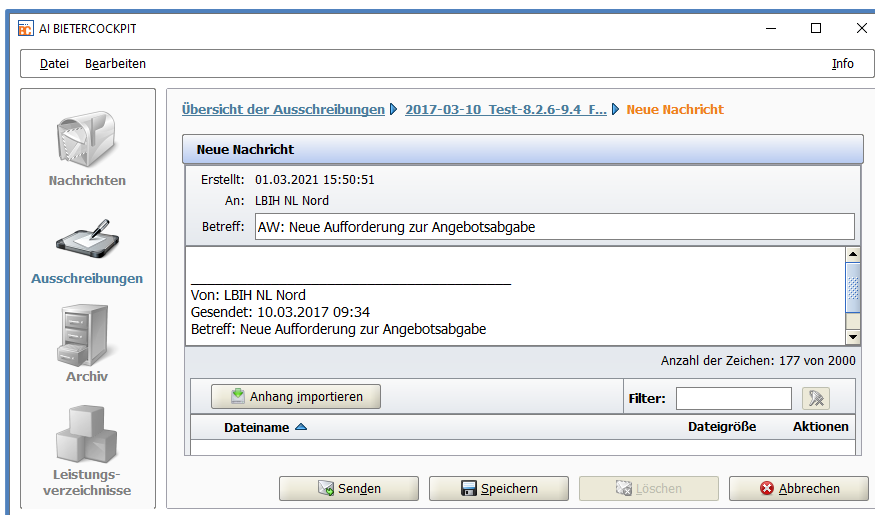 BC AI BIETERCOCKPIT
Datei Bearbeiten Info
Übersicht der Ausschreibungen 2017-03-10_Test-8.2.6-9.4_F... Neue Nachricht
Nachrichten
Ausschreibungen
Archiv
Leistungs-
verzeichnisse
Neue Nachricht
Erstellt: 01.03.2021 15:50:51
An: LBIH NL Nord
Betreff: AW: Neue Aufforderung zur Angebotsabgabe
Von: LBIH NL Nord
Gesendet: 10.03.2017 09:34
Betreff: Neue Aufforderung zur Angebotsabgabe
Anzahl der Zeichen: 177 von 2000
Anhang importieren Filter:
Dateiname Dateigröße Aktionen
Senden Speichern Löschen Abbrechen